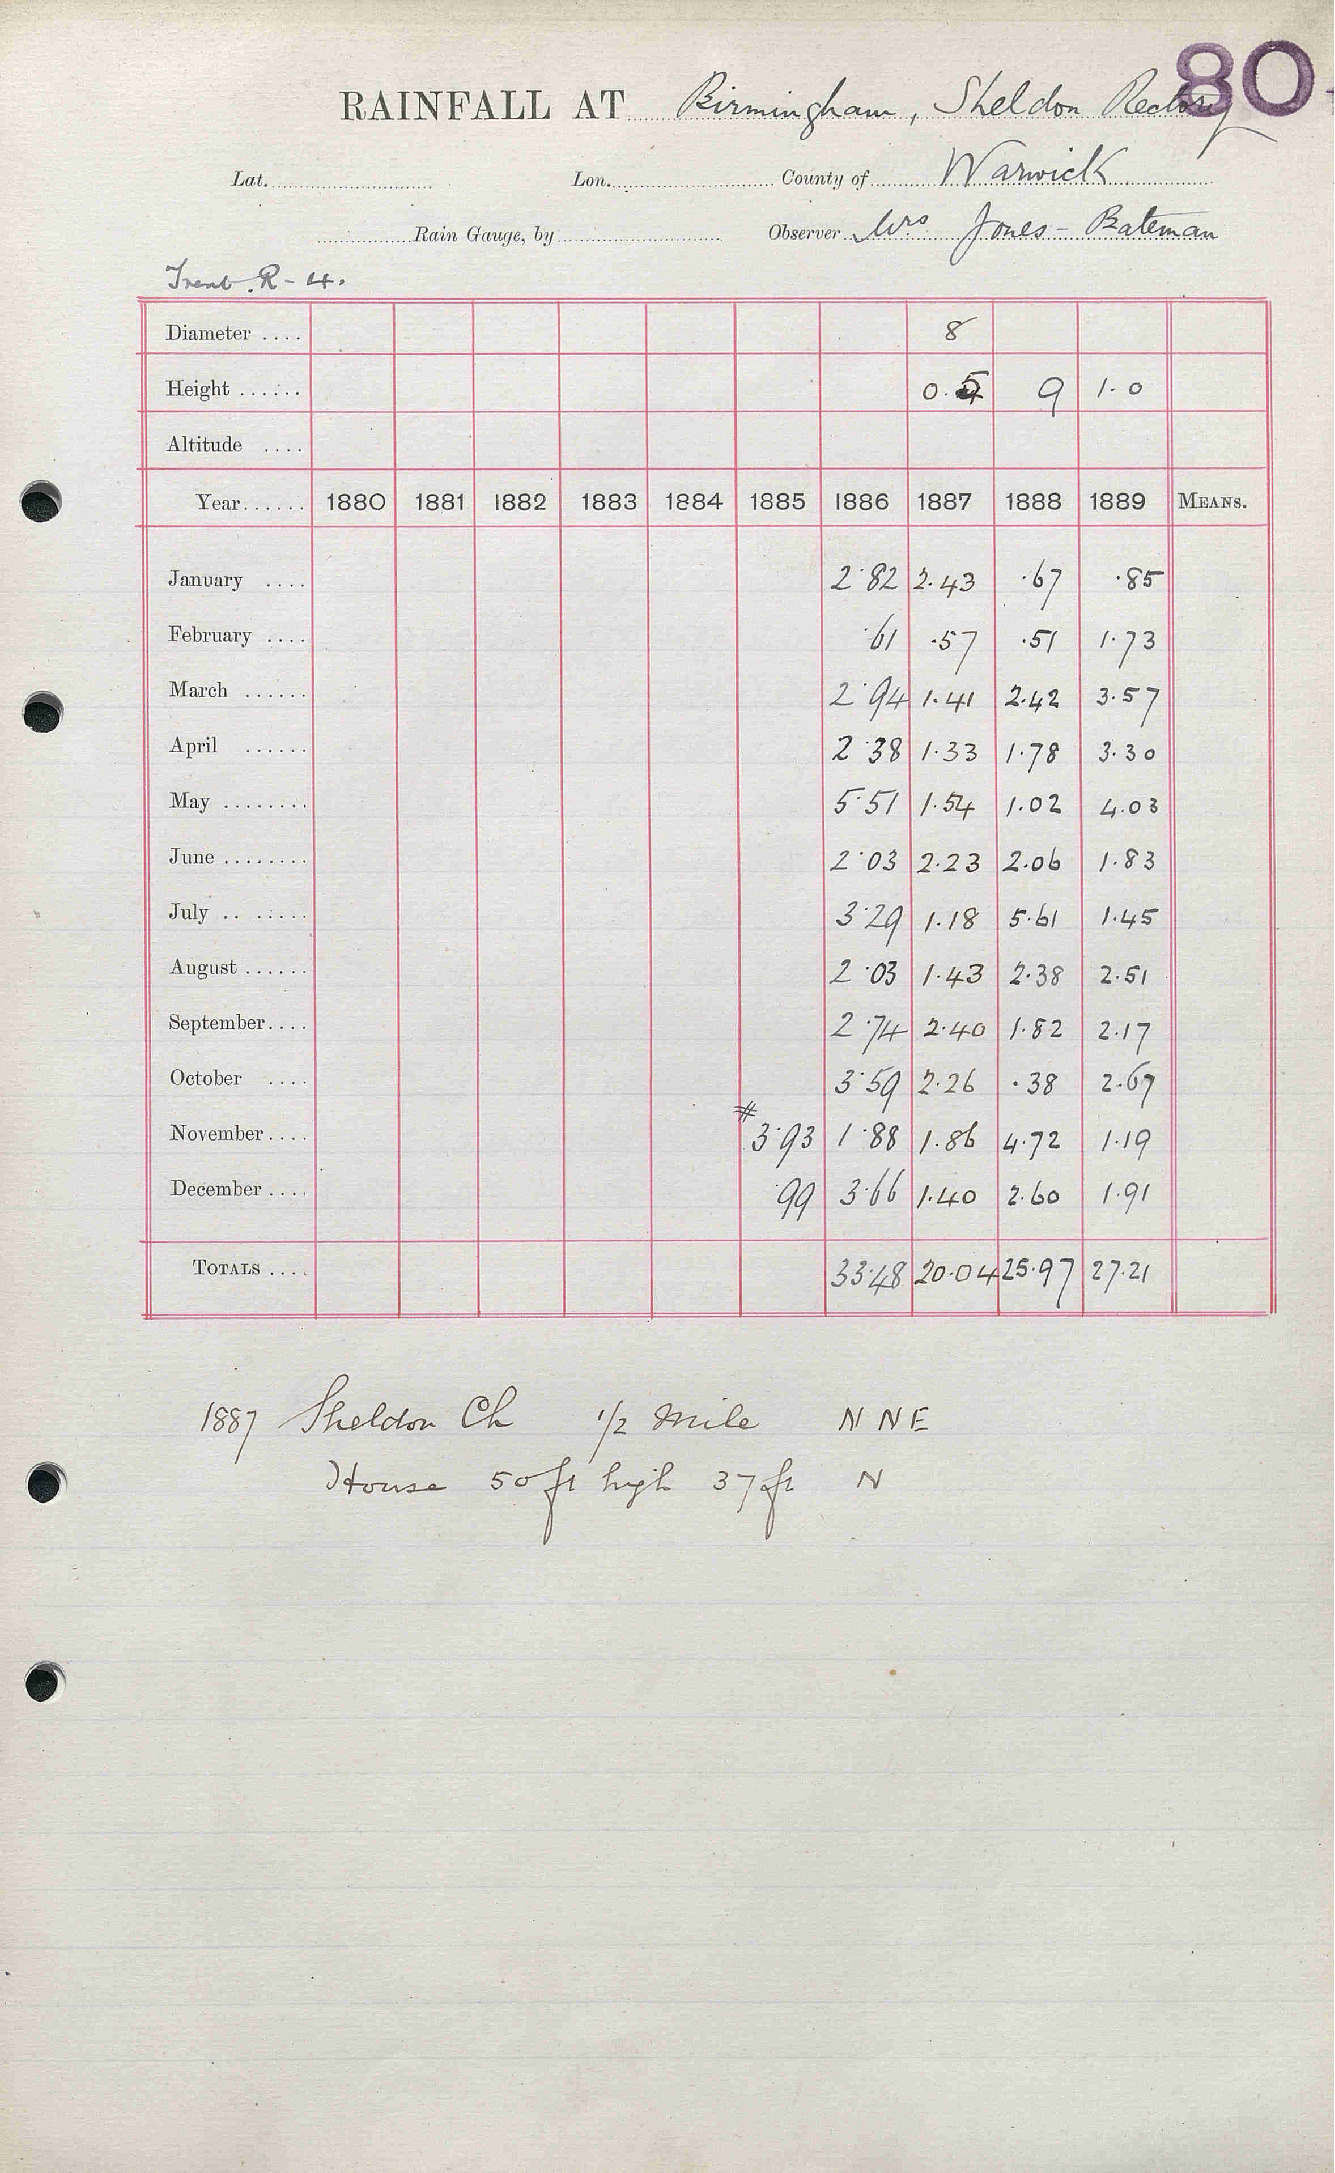 80
RAINFALL AT Birmingham, Sheldon Rectory
Lat. Lon. County of Warwick
Rain Gauge, by Observer Mrs Jones-Bateman
Trent. R - 4.
Diameter .... 8
Height ...... 0.5 9 1.0
Altitude ....
Year...... 1880 1881 1882 1883 1884 1885 1886 1887 1888 1889 MEANS.
January .... 2.82 2.43 .67 .85
February .... .61 .57 .51 1.73
March ...... 2.94 1.41 2.42 3.57
April ...... 2.38 1.33 1.78 3.30
May ........ 5.51 1.54 1.02 4.03
June ........ 2.03 2.23 2.06 1.83
July .. ..... 3.29 1.18 5.61 1.45
August ...... 2.03 1.43 2.38 2.51
September.... 2.74 2.40 1.82 2.17
October .... 3.59 2.26 .38 2.67
November.... #3.93 1.88 1.86 4.72 1.19
December .... .99 3.66 1.40 2.60 1.91
TOTALS .... 33.48 20.04 25.97 27.21
1887 Sheldon Ch 1/2 Mile N N E
House 50 ft high 37 ft N